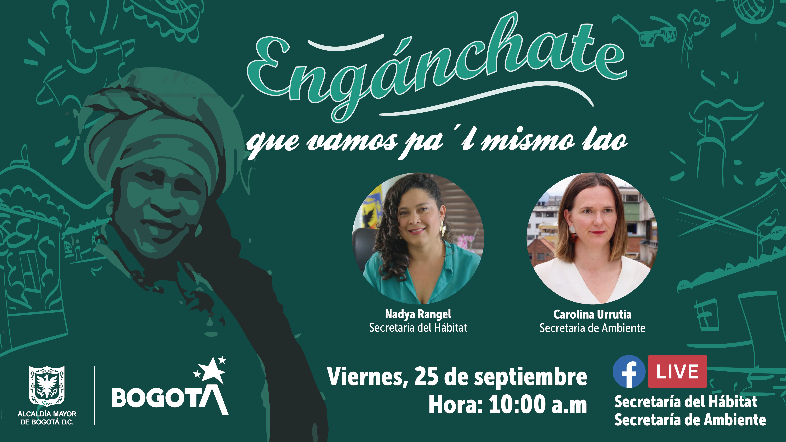 Engánchate
que vamos pa´l mismo lao
Nadya Rangel
Secretaria del Hábitat
Carolina Urrutia
Secretaria de Ambiente
Viernes, 25 de septiembre
Hora: 10:00 a.m
f LIVE
Secretaría del Hábitat
Secretaría de Ambiente
ALCALDÍA MAYOR
DE BOGOTÁ D.C.
BOGOTÁ